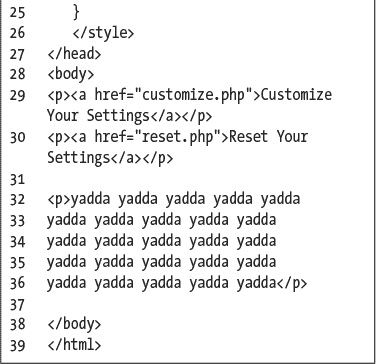 25 }
26 </style>
27 </head>
28 <body>
29 <p><a href="customize.php">Customize
Your Settings</a></p>
30 <p><a href="reset.php">Reset Your
Settings</a></p>
31
32 <p>yadda yadda yadda yadda yadda
33 yadda yadda yadda yadda yadda
34 yadda yadda yadda yadda yadda
35 yadda yadda yadda yadda yadda
36 yadda yadda yadda yadda yadda</p>
37
38 </body>
39 </html>